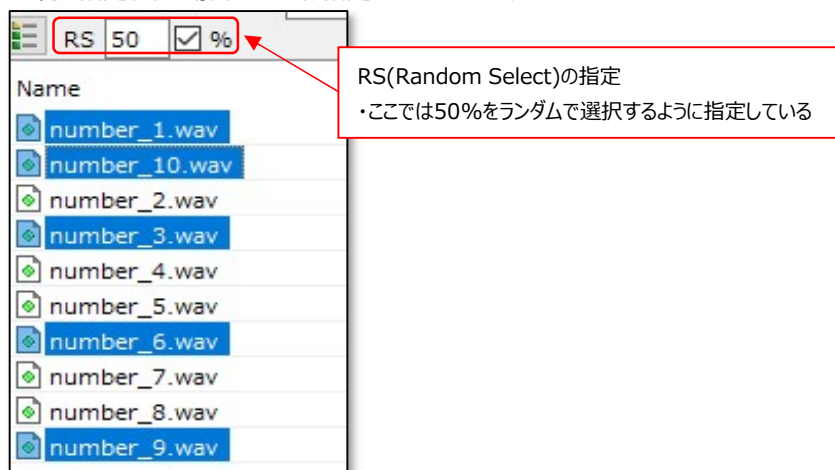 RS 50 %
RS(Random Select)の指定
・ここでは50%をランダムで選択するように指定している
Name
number_1.wav
number_10.wav
number_2.wav
number_3.wav
number_4.wav
number_5.wav
number_6.wav
number_7.wav
number_8.wav
number_9.wav